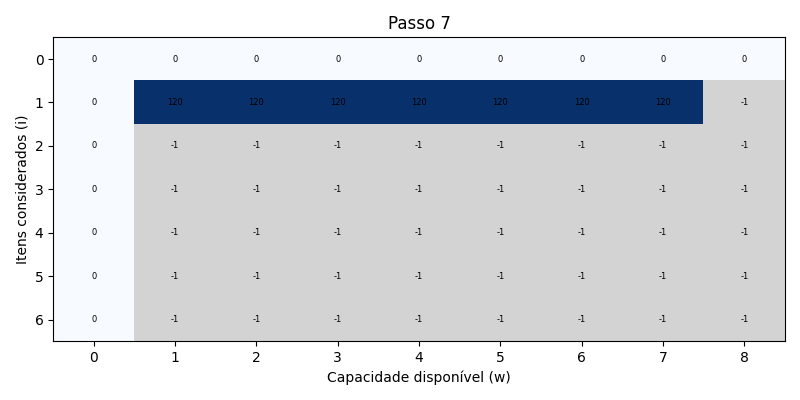 Passo 7
Itens considerados (i)
0 0 0 0 0 0 0 0 0 0
1 0 120 120 120 120 120 120 120 -1
2 0 -1 -1 -1 -1 -1 -1 -1 -1
3 0 -1 -1 -1 -1 -1 -1 -1 -1
4 0 -1 -1 -1 -1 -1 -1 -1 -1
5 0 -1 -1 -1 -1 -1 -1 -1 -1
6 0 -1 -1 -1 -1 -1 -1 -1 -1
0 1 2 3 4 5 6 7 8
Capacidade disponível (w)